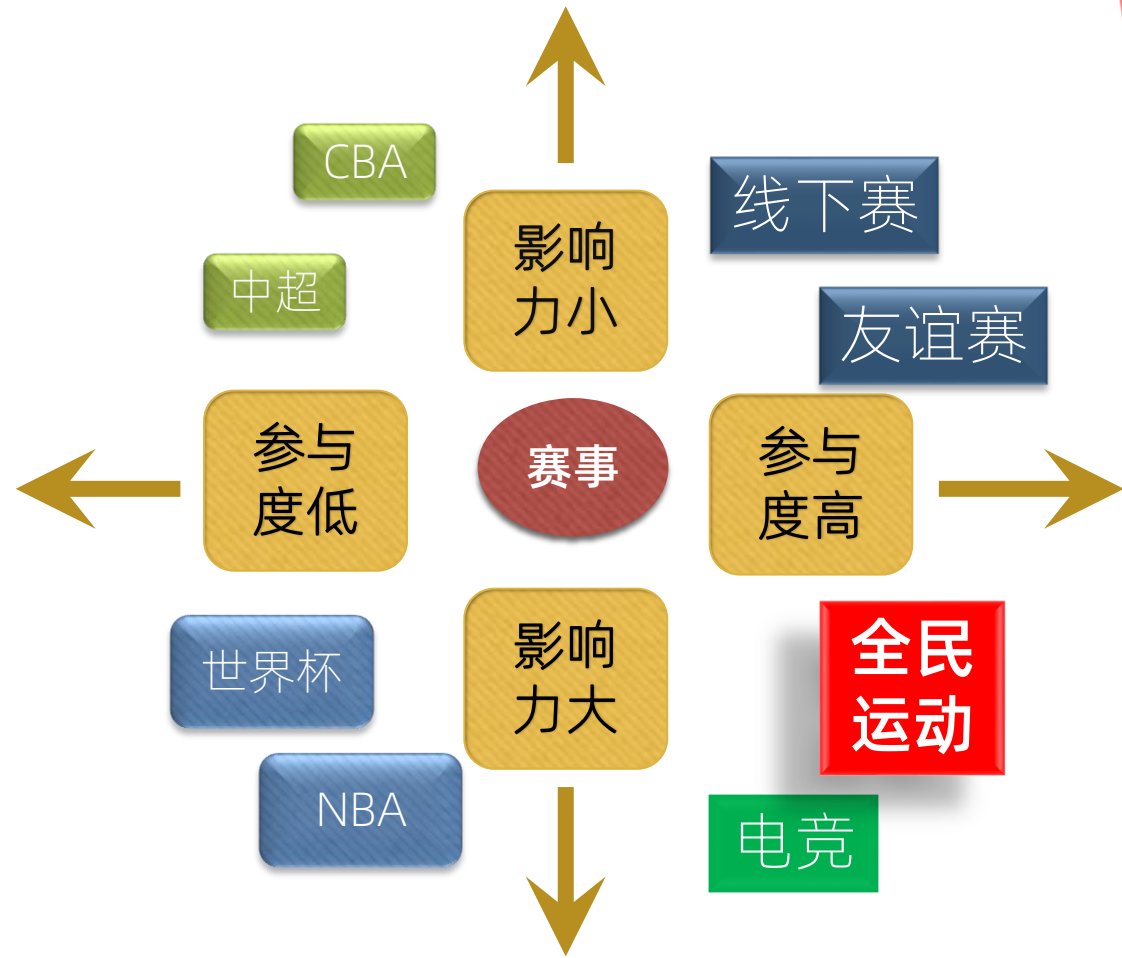 CBA
线下赛
影响
力小
中超
友谊赛
参与
度低
赛事
参与
度高
世界杯
影响
力大
全民
运动
NBA
电竞